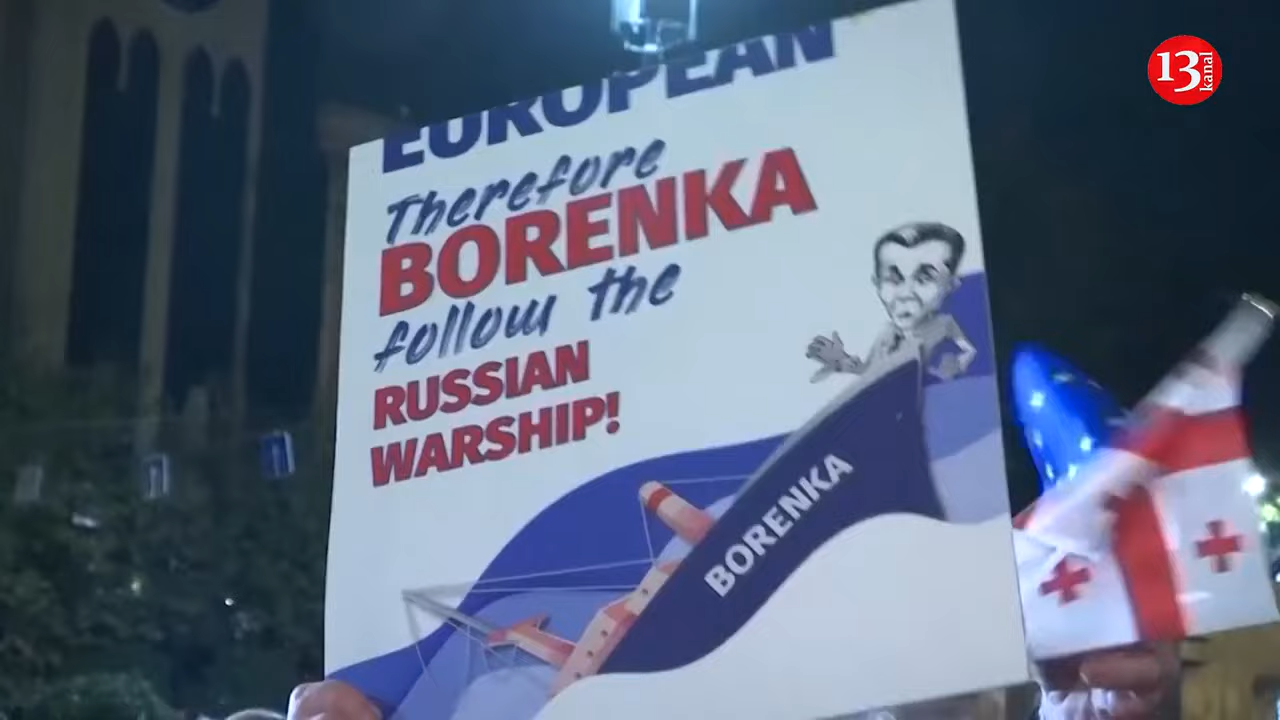 EUROPEAN
Therefore
BORENKA
follow the
RUSSIAN
WARSHIP!
BORENKA
13
kanal